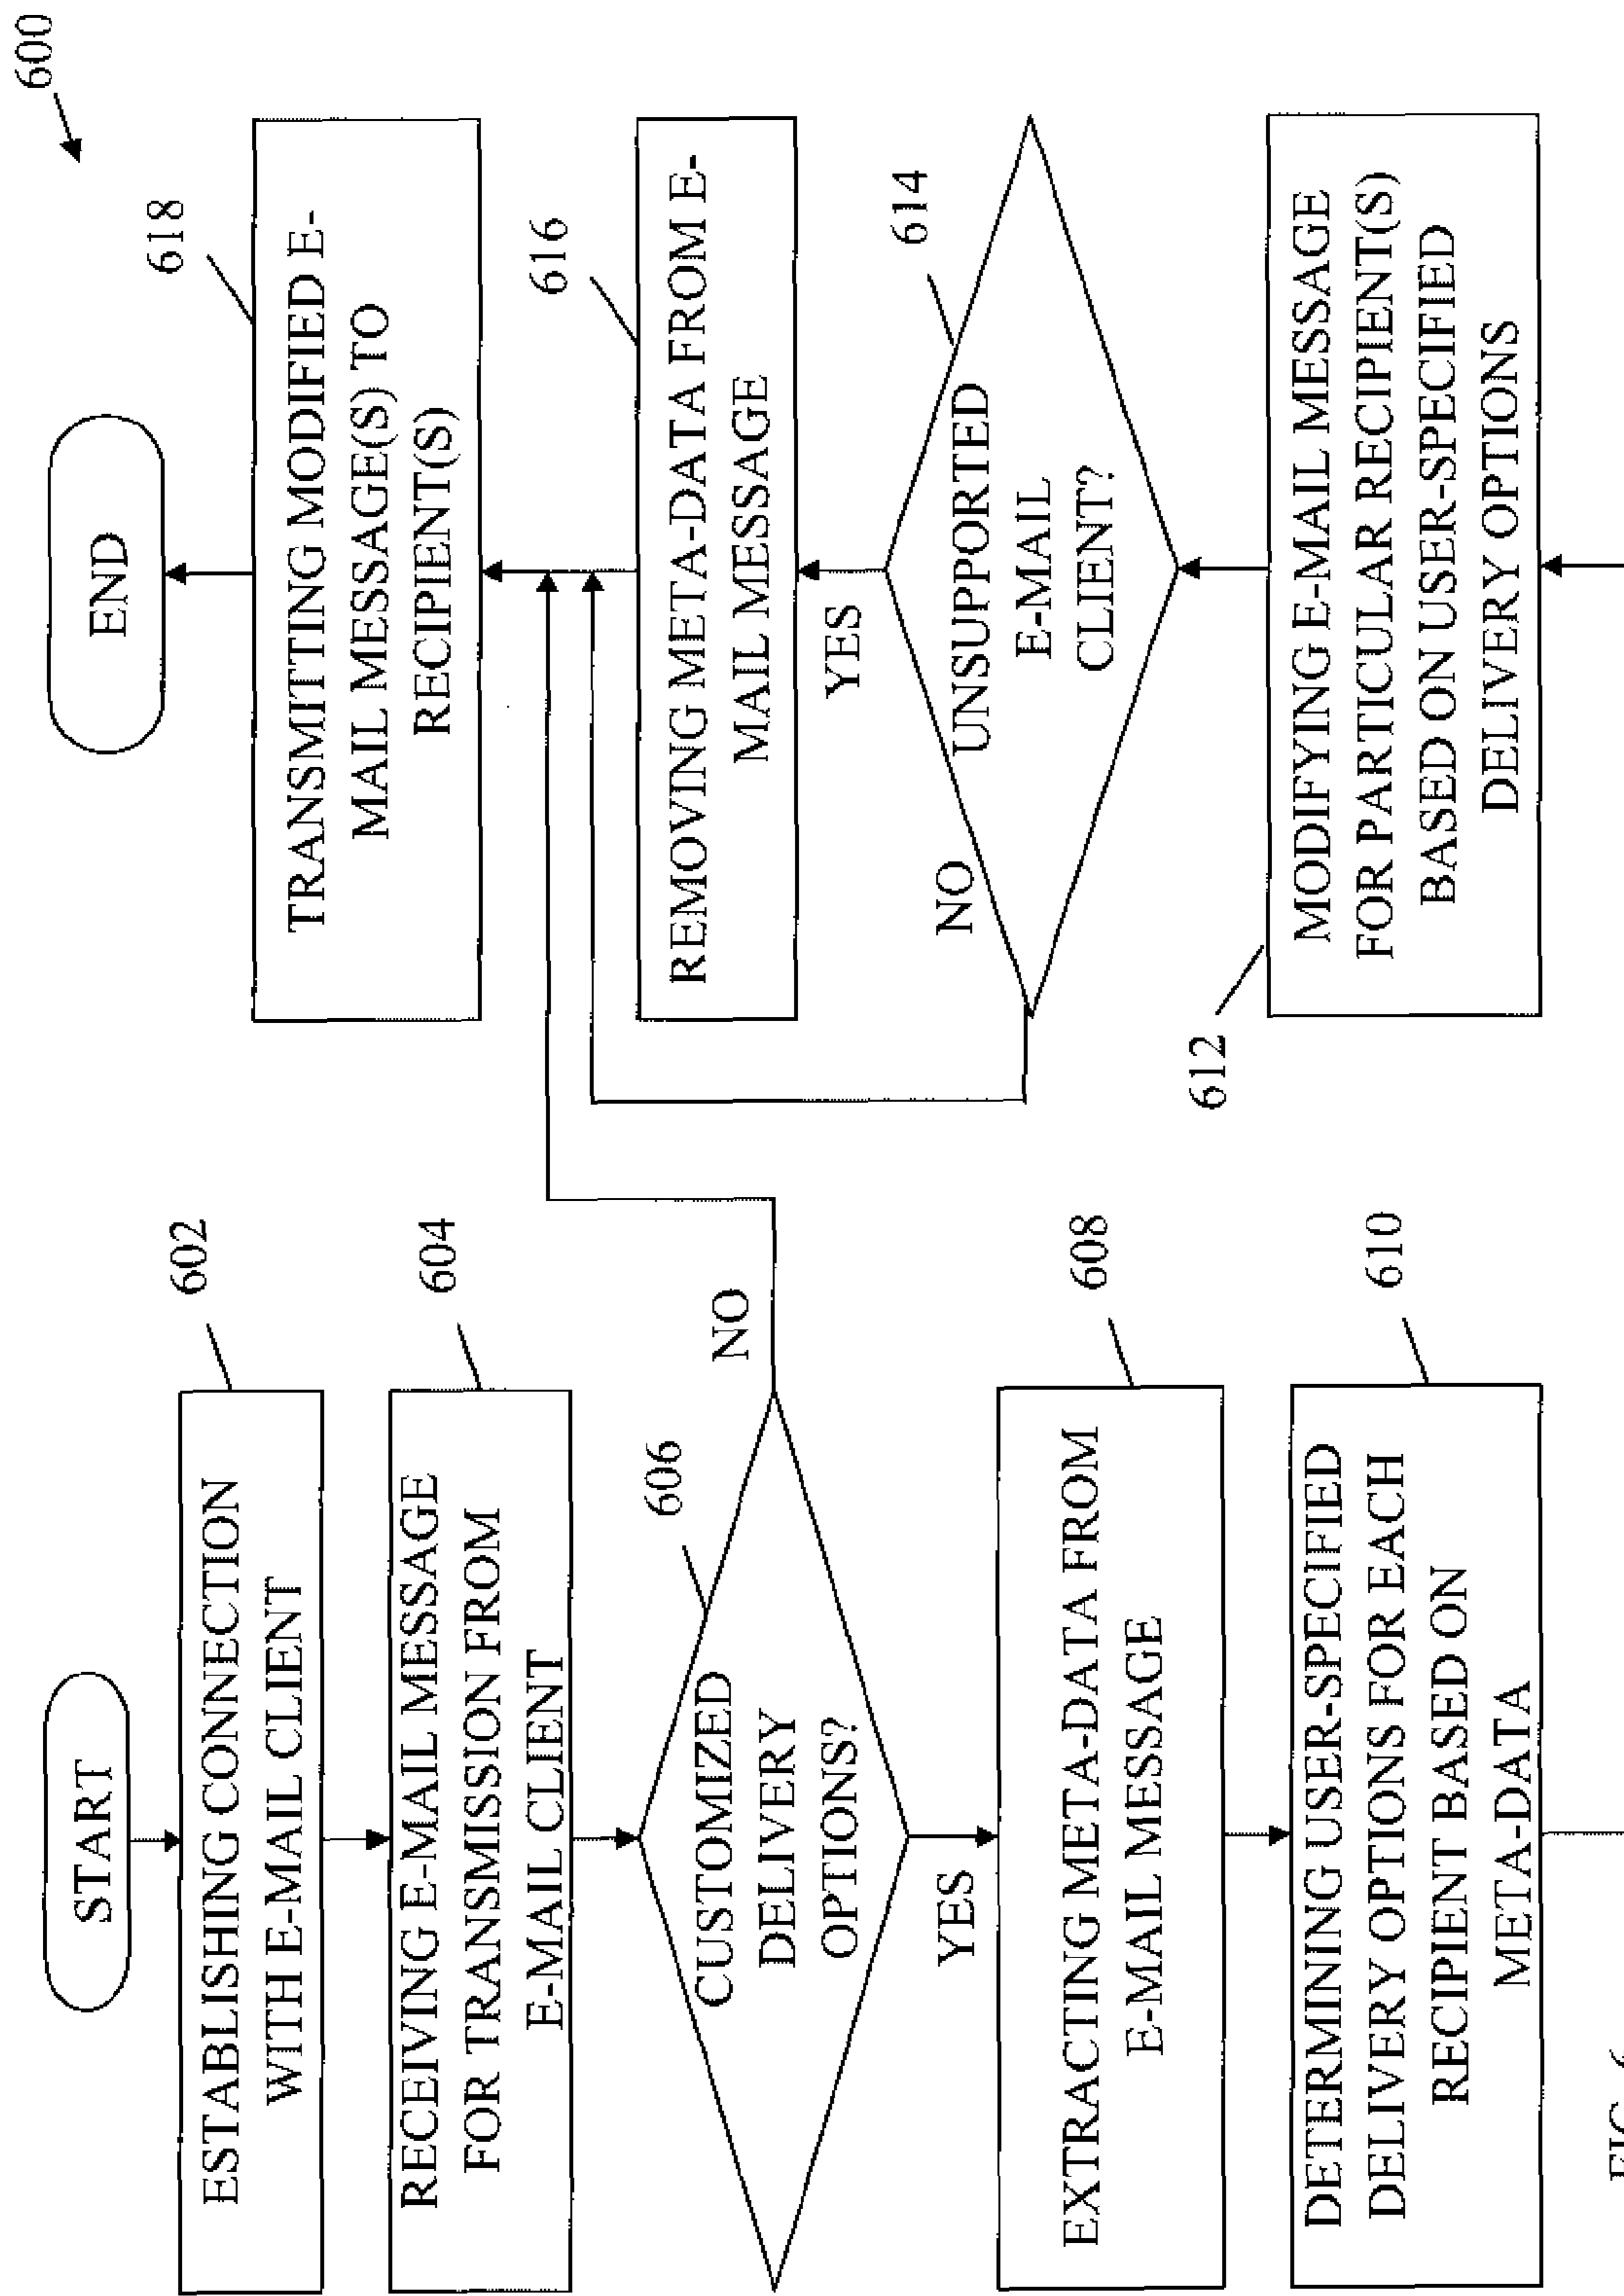 600
START
602
ESTABLISHING CONNECTION
WITH E-MAIL CLIENT
604
RECEIVING E-MAIL MESSAGE
FOR TRANSMISSION FROM
E-MAIL CLIENT
606
CUSTOMIZED
DELIVERY
OPTIONS?
NO
YES
608
EXTRACTING META-DATA FROM
E-MAIL MESSAGE
610
DETERMINING USER-SPECIFIED
DELIVERY OPTIONS FOR EACH
RECIPIENT BASED ON
META-DATA
612
MODIFYING E-MAIL MESSAGE
FOR PARTICULAR RECIPIENT(S)
BASED ON USER-SPECIFIED
DELIVERY OPTIONS
614
UNSUPPORTED
E-MAIL
CLIENT?
NO
YES
616
REMOVING META-DATA FROM E-
MAIL MESSAGE
618
TRANSMITTING MODIFIED E-
MAIL MESSAGE(S) TO
RECIPIENT(S)
END
FIG. 6